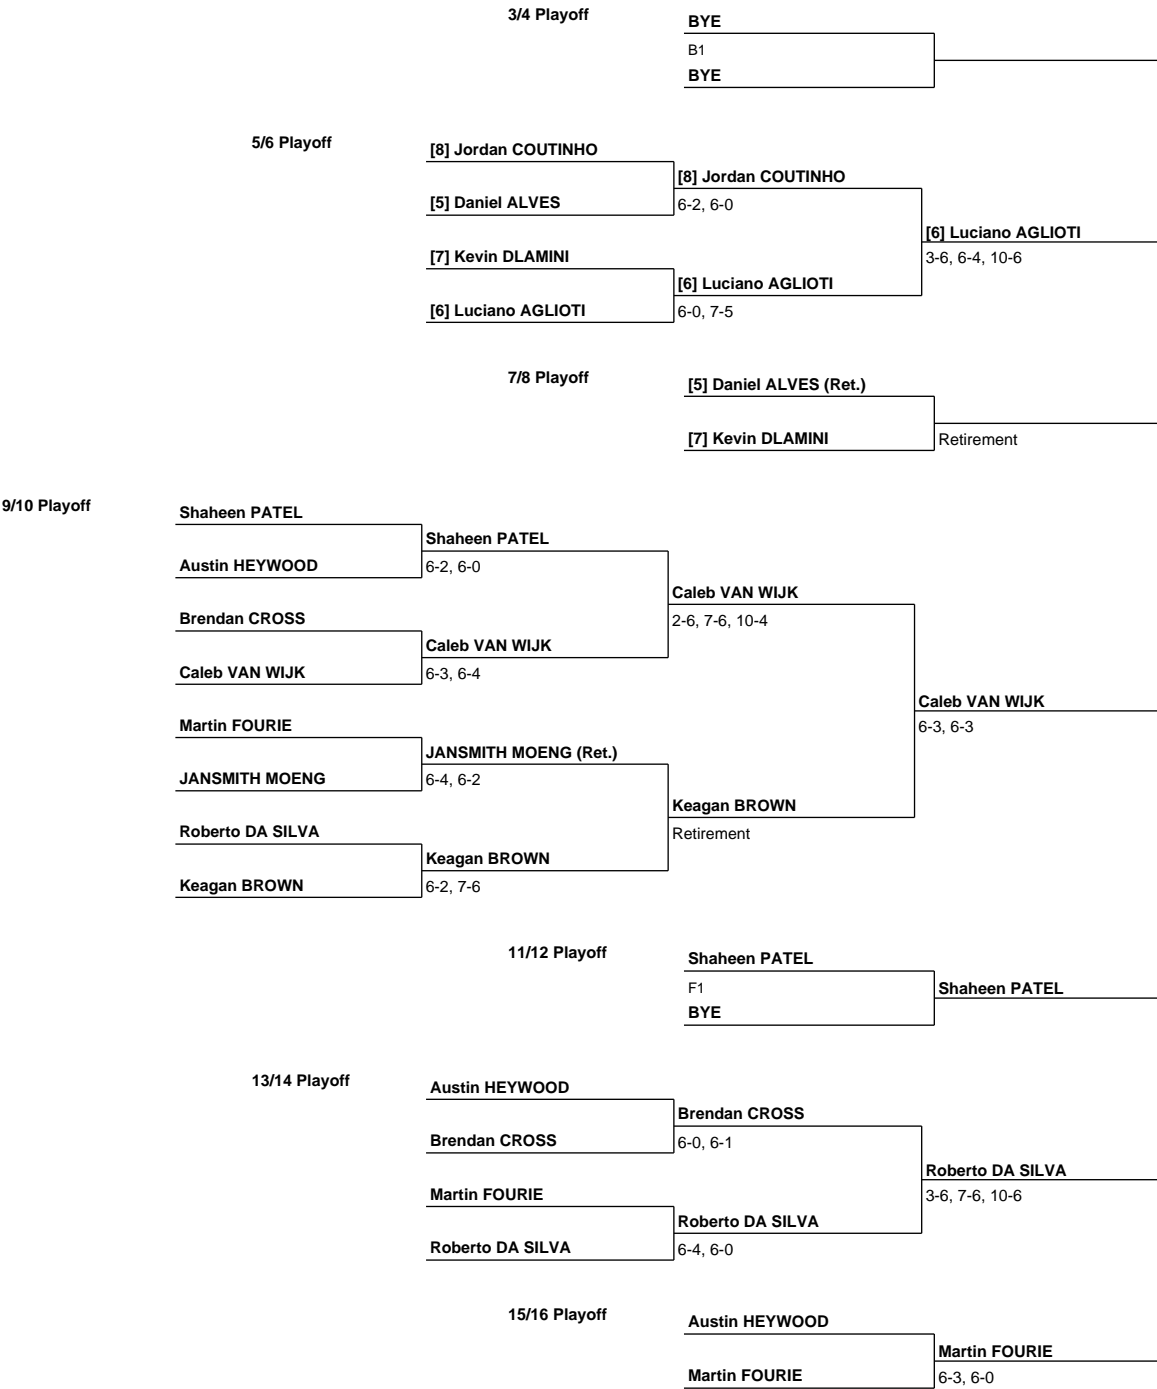 3/4 Playoff
BYE
B1
BYE
5/6 Playoff
[8] Jordan COUTINHO
[8] Jordan COUTINHO
[5] Daniel ALVES
6-2, 6-0
[6] Luciano AGLIOTI
[7] Kevin DLAMINI
3-6, 6-4, 10-6
[6] Luciano AGLIOTI
[6] Luciano AGLIOTI
6-0, 7-5
7/8 Playoff
[5] Daniel ALVES (Ret.)
[7] Kevin DLAMINI
Retirement
9/10 Playoff
Shaheen PATEL
Shaheen PATEL
Austin HEYWOOD
6-2, 6-0
Caleb VAN WIJK
Brendan CROSS
2-6, 7-6, 10-4
Caleb VAN WIJK
Caleb VAN WIJK
6-3, 6-4
Caleb VAN WIJK
Martin FOURIE
6-3, 6-3
JANSMITH MOENG (Ret.)
JANSMITH MOENG
6-4, 6-2
Keagan BROWN
Roberto DA SILVA
Retirement
Keagan BROWN
Keagan BROWN
6-2, 7-6
11/12 Playoff
Shaheen PATEL
F1
Shaheen PATEL
BYE
13/14 Playoff
Austin HEYWOOD
Brendan CROSS
Brendan CROSS
6-0, 6-1
Roberto DA SILVA
Martin FOURIE
3-6, 7-6, 10-6
Roberto DA SILVA
Roberto DA SILVA
6-4, 6-0
15/16 Playoff
Austin HEYWOOD
Martin FOURIE
Martin FOURIE
6-3, 6-0